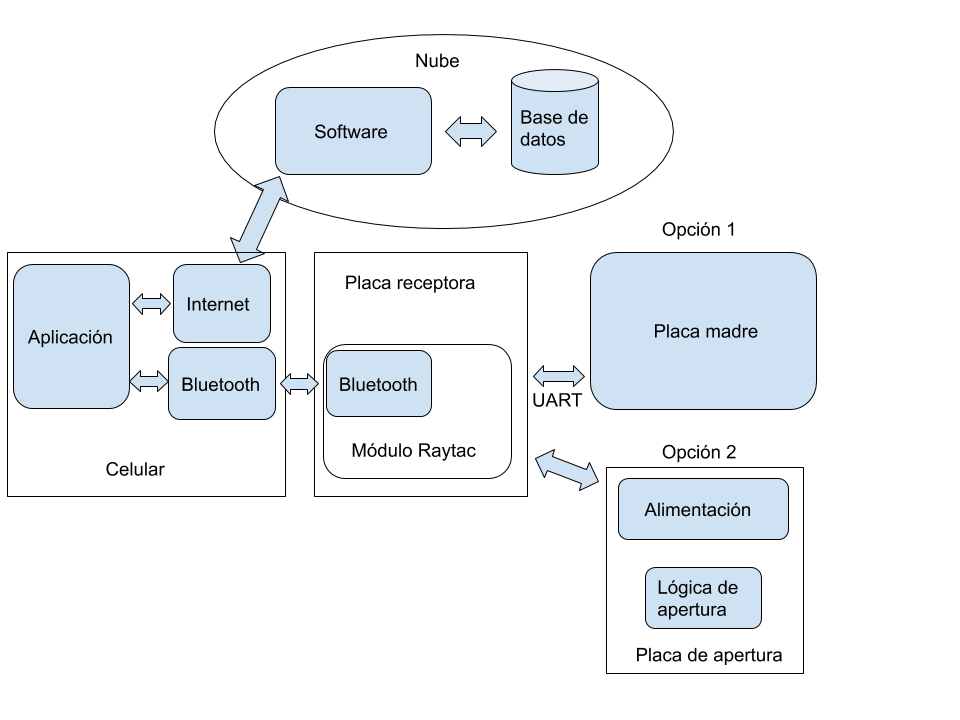 Nube
Software
Base de
datos
Opción 1
Placa receptora
Internet
Aplicación
Placa madre
Bluetooth
Bluetooth
UART
Módulo Raytac
Celular
Opción 2
Alimentación
Lógica de
apertura
Placa de apertura